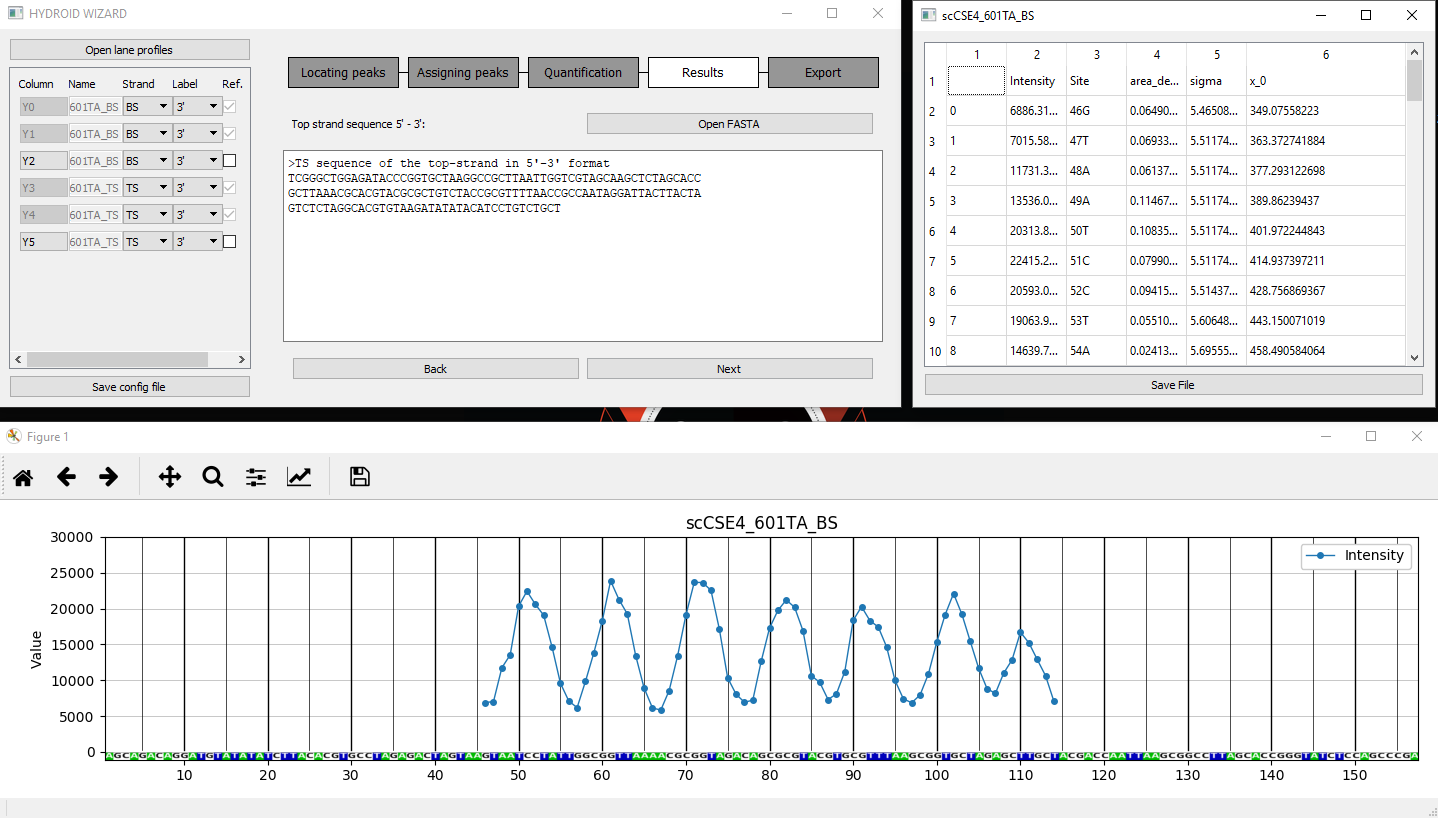 HYDROID WIZARD
Open lane profiles
Column Name Strand Label Ref.
Y0 601TA_BS BS 3'
Y1 601TA_BS BS 3'
Y2 601TA_BS BS 3'
Y3 601TA_TS TS 3'
Y4 601TA_TS TS 3'
Y5 601TA_TS TS 3'
Save config file
Locating peaks Assigning peaks Quantification Results Export
Top strand sequence 5' - 3': Open FASTA
>TS sequence of the top-strand in 5'-3' format
TCGGGCTGGAGATACCCGGTGCTAAGGCCGCTTAATTGGTCGTAGCAAGCTCTAGCACC
GCTTAAACGCACGTACGCGCTGTCTACCGCGTTTTAACCGCCAATAGGATTACTTACTA
GTCTCTAGGCACGTGTAAGATATATACATCCTGTCTGCT
Back Next
scCSE4_601TA_BS
1 2 3 4 5 6
1 Intensity Site area_de... sigma x_0
2 0 6886.31... 46G 0.06490... 5.46508... 349.07558223
3 1 7015.58... 47T 0.06933... 5.51174... 363.372741884
4 2 11731.3... 48A 0.06137... 5.51174... 377.293122698
5 3 13536.0... 49A 0.11467... 5.51174... 389.86239437
6 4 20313.8... 50T 0.10835... 5.51174... 401.972244843
7 5 22415.2... 51C 0.07990... 5.51174... 414.937397211
8 6 20593.0... 52C 0.09415... 5.51437... 428.756869367
9 7 19063.9... 53T 0.05510... 5.60648... 443.150071019
10 8 14639.7... 54A 0.02413... 5.69555... 458.490584064
Save File
Figure 1
scCSE4_601TA_BS
Intensity
Value
30000
25000
20000
15000
10000
5000
0
10 20 30 40 50 60 70 80 90 100 110 120 130 140 150